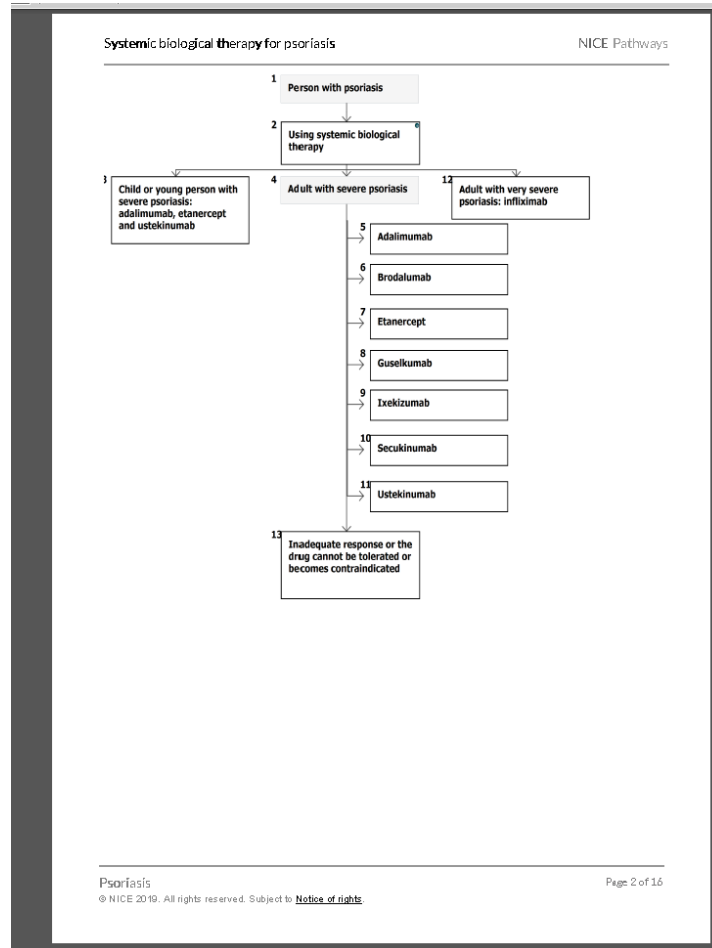 Systemic biological therapy for psoriasis NICE Pathways
1 Person with psoriasis
2 Using systemic biological
therapy
3 Child or young person with
severe psoriasis:
adalimumab, etanercept
and ustekinumab
4 Adult with severe psoriasis
12 Adult with very severe
psoriasis: infliximab
5 Adalimumab
6 Brodalumab
7 Etanercept
8 Guselkumab
9 Ixekizumab
10 Secukinumab
11 Ustekinumab
13 Inadequate response or the
drug cannot be tolerated or
becomes contraindicated
Psoriasis Page 2 of 16
© NICE 2019. All rights reserved. Subject to Notice of rights.